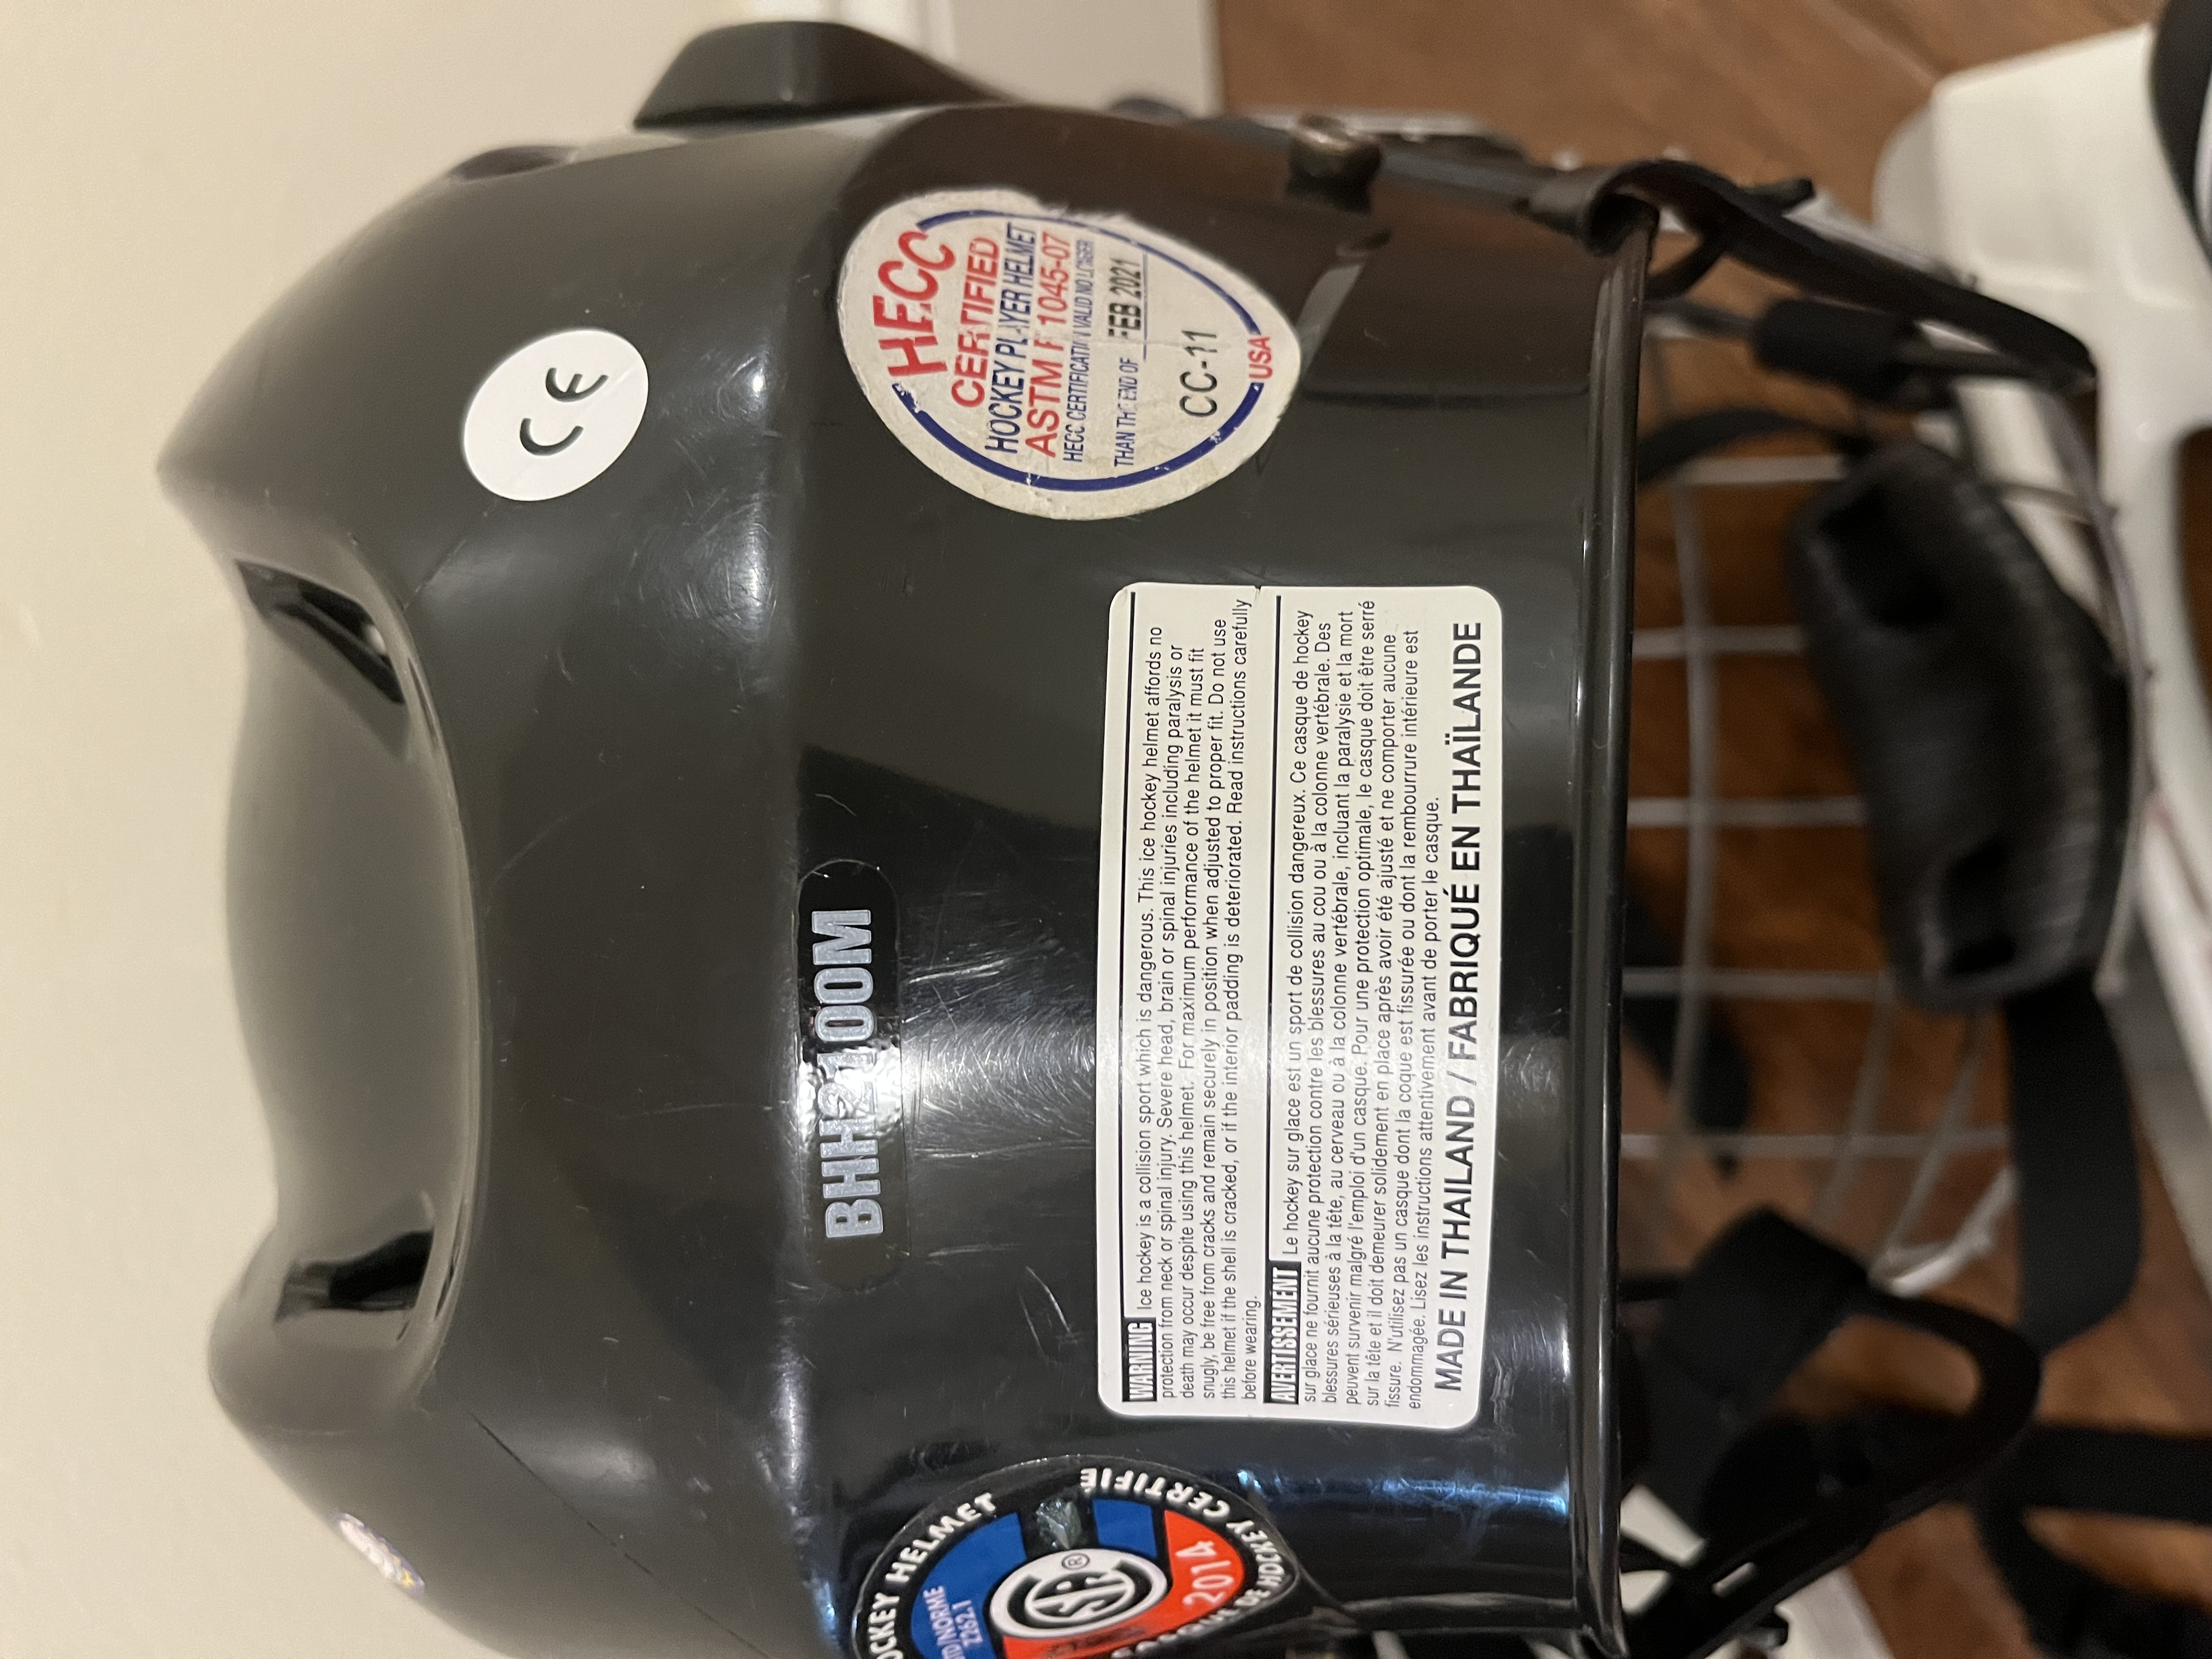 CE
HECC
CERTIFIED
HOCKEY PLAYER HELMET
ASTM F 1045-07
HECC CERTIFICATION VALID NO LONGER
THAN THE END OF FEB 2021
CC-11
USA
BHH2100M
WARNING Ice hockey is a collision sport which is dangerous. This ice hockey helmet affords no
protection from neck or spinal injury. Severe head, brain or spinal injuries including paralysis or
death may occur despite using this helmet. For maximum performance of the helmet it must fit
snugly, be free from cracks and remain securely in position when adjusted to proper fit. Do not use
this helmet if the shell is cracked, or if the interior padding is deteriorated. Read instructions carefully
before wearing.
AVERTISSEMENT Le hockey sur glace est un sport de collision dangereux. Ce casque de hockey
sur glace ne fournit aucune protection contre les blessures au cou ou à la colonne vertébrale. Des
blessures sérieuses à la tête, au cerveau ou à la colonne vertébrale, incluant la paralysie et la mort
peuvent survenir malgré l'emploi d'un casque. Pour une protection optimale, le casque doit être serré
sur la tête et il doit demeurer solidement en place après avoir été ajusté et ne comporter aucune
fissure. N'utilisez pas un casque dont la coque est fissurée ou dont la rembourrure intérieure est
endommagée. Lisez les instructions attentivement avant de porter le casque.
MADE IN THAILAND / FABRIQUÉ EN THAÏLANDE
HELMET
NORME
Z262.1
CSA®
2014
DE HOCKEY CERTIFIÉ